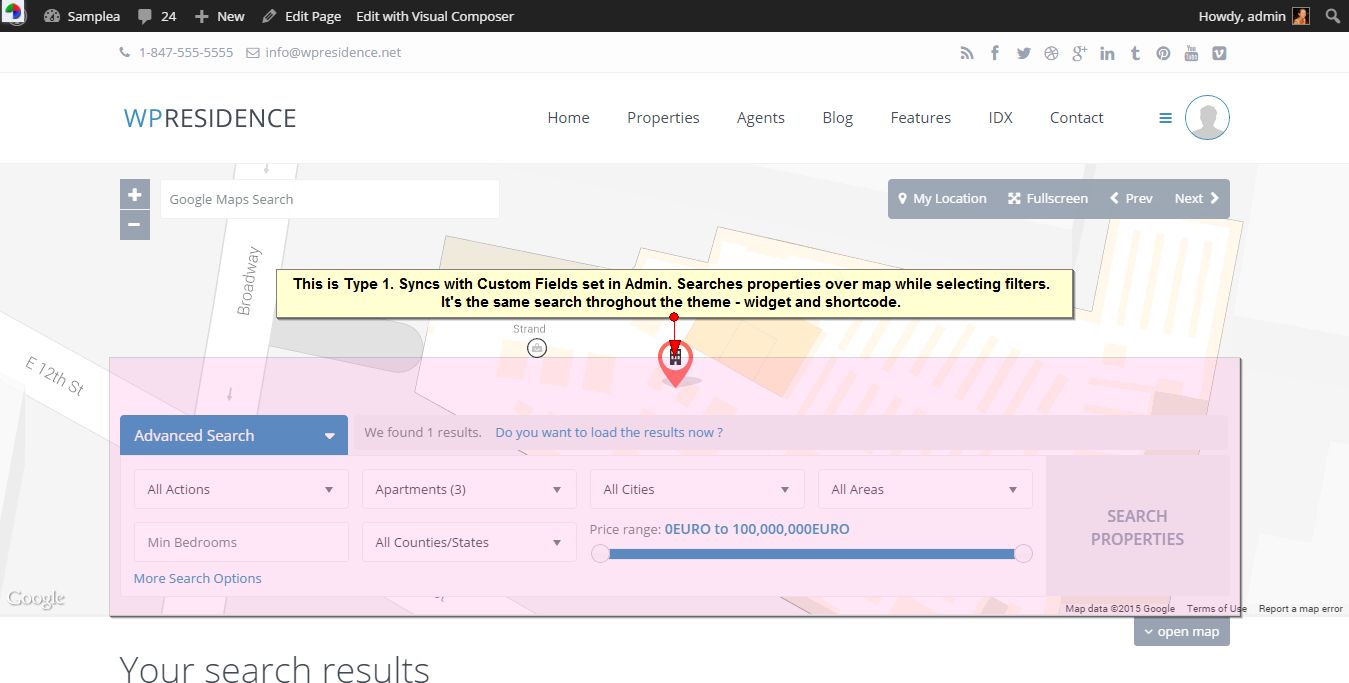 Samplea 24 New Edit Page Edit with Visual Composer Howdy, admin
1-847-555-5555 info@wpresidence.net
WPRESIDENCE
Home Properties Agents Blog Features IDX Contact
Google Maps Search
My Location Fullscreen Prev Next
Broadway
This is Type 1. Syncs with Custom Fields set in Admin. Searches properties over map while selecting filters.
It's the same search throghout the theme - widget and shortcode.
Strand
E 12th St
Advanced Search
We found 1 results. Do you want to load the results now ?
All Actions Apartments (3) All Cities All Areas
SEARCH
PROPERTIES
Min Bedrooms All Counties/States Price range: 0EURO to 100,000,000EURO
More Search Options
Google
Map data ©2015 Google Terms of Use Report a map error
open map
Your search results